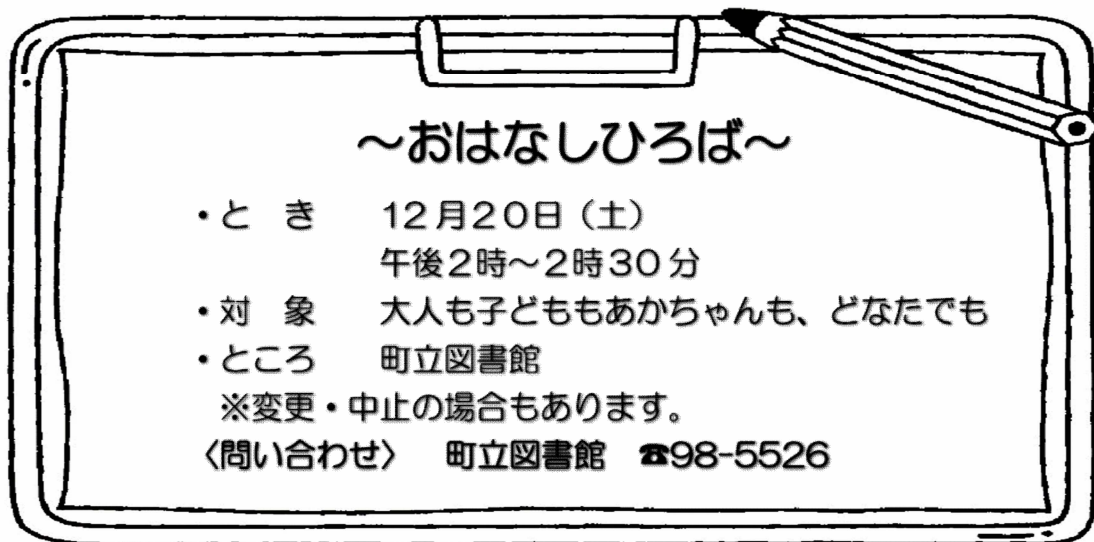 ～おはなしひろば～
・と　き　　12月20日（土）
午後2時～2時30分
・対　象　　大人も子どももあかちゃんも、どなたでも
・ところ　　町立図書館
※変更・中止の場合もあります。
〈問い合わせ〉　町立図書館　☎98-5526